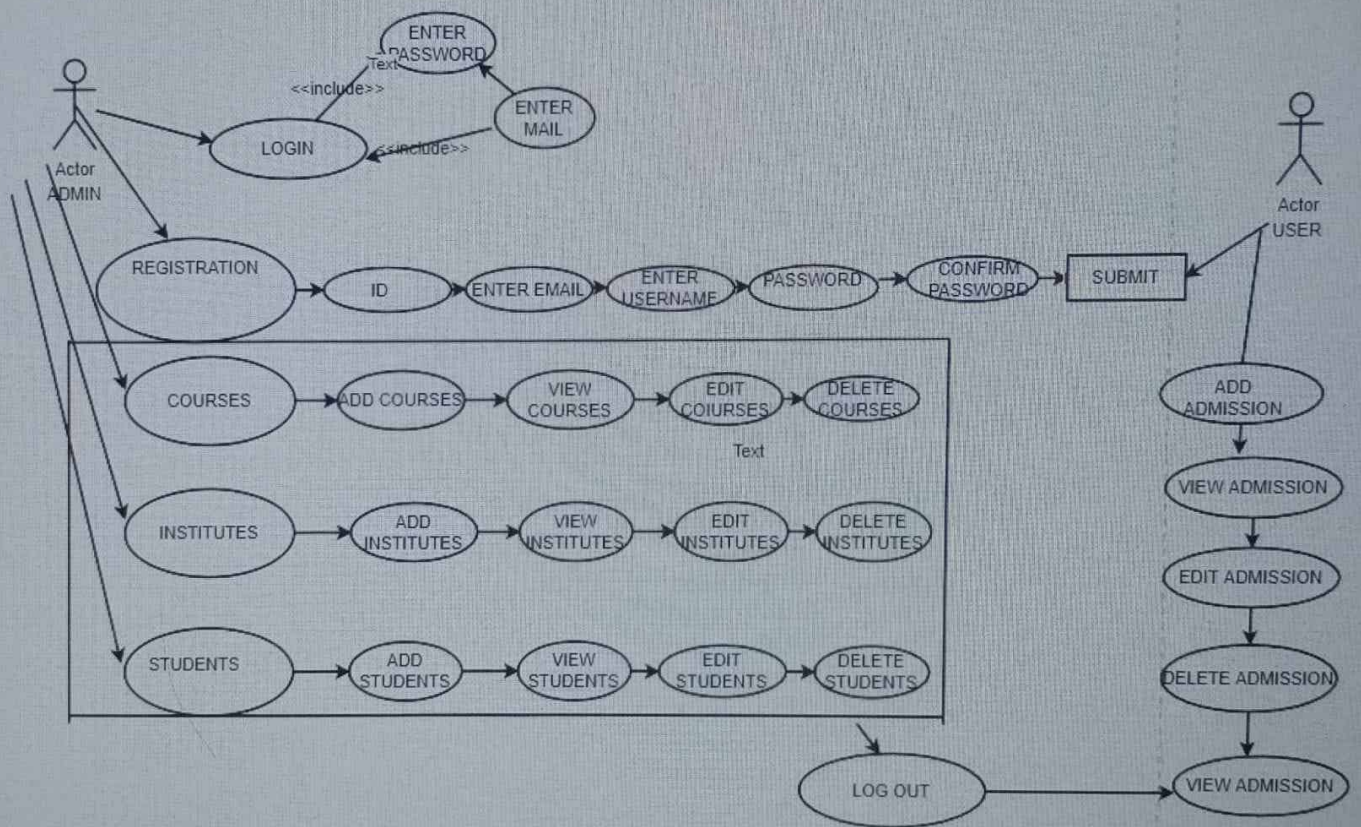 ENTER
PASSWORD
Text
<<include>>
ENTER
MAIL
LOGIN
<<include>>
Actor
ADMIN
Actor
USER
REGISTRATION
ID
ENTER EMAIL
ENTER
USERNAME
PASSWORD
CONFIRM
PASSWORD
SUBMIT
COURSES
ADD COURSES
VIEW
COURSES
EDIT
COIURSES
DELETE
COURSES
Text
ADD
ADMISSION
VIEW ADMISSION
INSTITUTES
ADD
INSTITUTES
VIEW
INSTITUTES
EDIT
INSTITUTES
DELETE
INSTITUTES
EDIT ADMISSION
STUDENTS
ADD
STUDENTS
VIEW
STUDENTS
EDIT
STUDENTS
DELETE
STUDENTS
DELETE ADMISSION
LOG OUT
VIEW ADMISSION